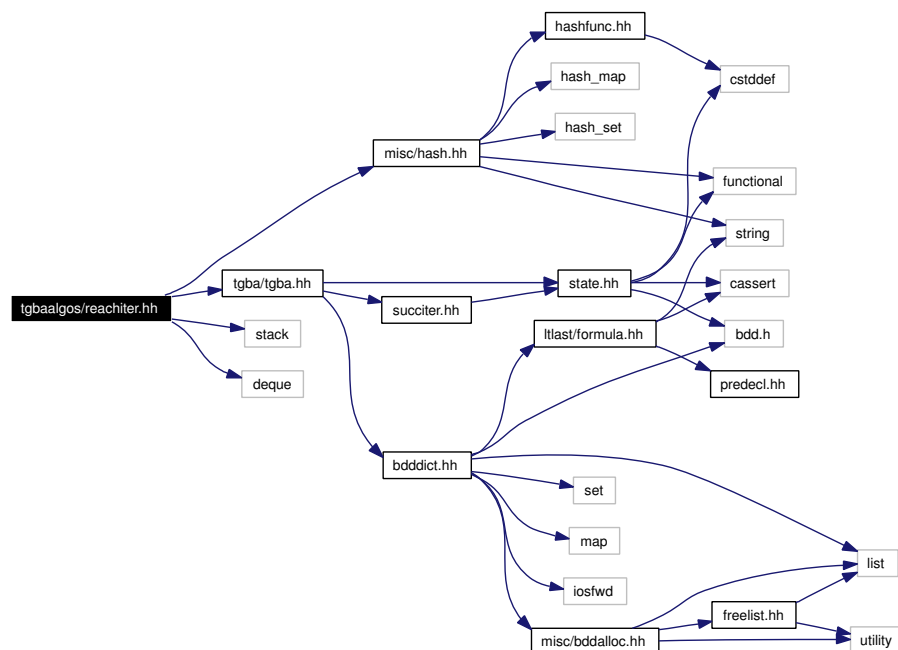 hashfunc.hh
hash_map
cstddef
hash_set
misc/hash.hh
functional
string
tgba/tgba.hh
state.hh
cassert
tgbaalgos/reachiter.hh
succiter.hh
stack
ltlast/formula.hh
bdd.h
deque
predecl.hh
bdddict.hh
set
map
list
iosfwd
freelist.hh
misc/bddalloc.hh
utility